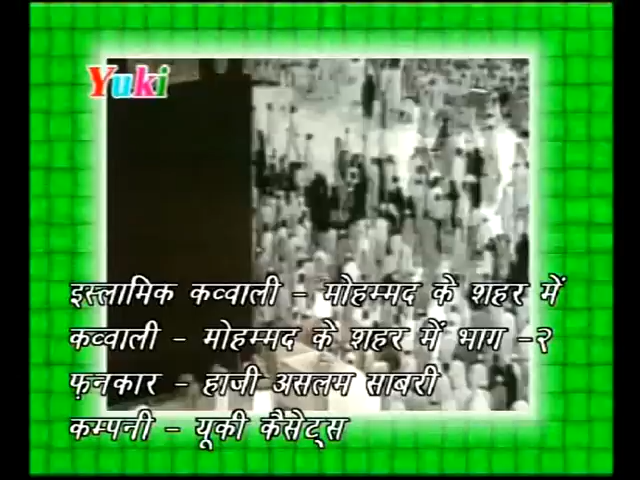 Yuki
इस्लामिक कव्वाली - मौहम्मद के शहर में
कव्वाली - मोहम्मद के शहर में भाग -२
फ़नकार - हाजी असलम साबरी
कम्पनी - यूकी कैसेट्स